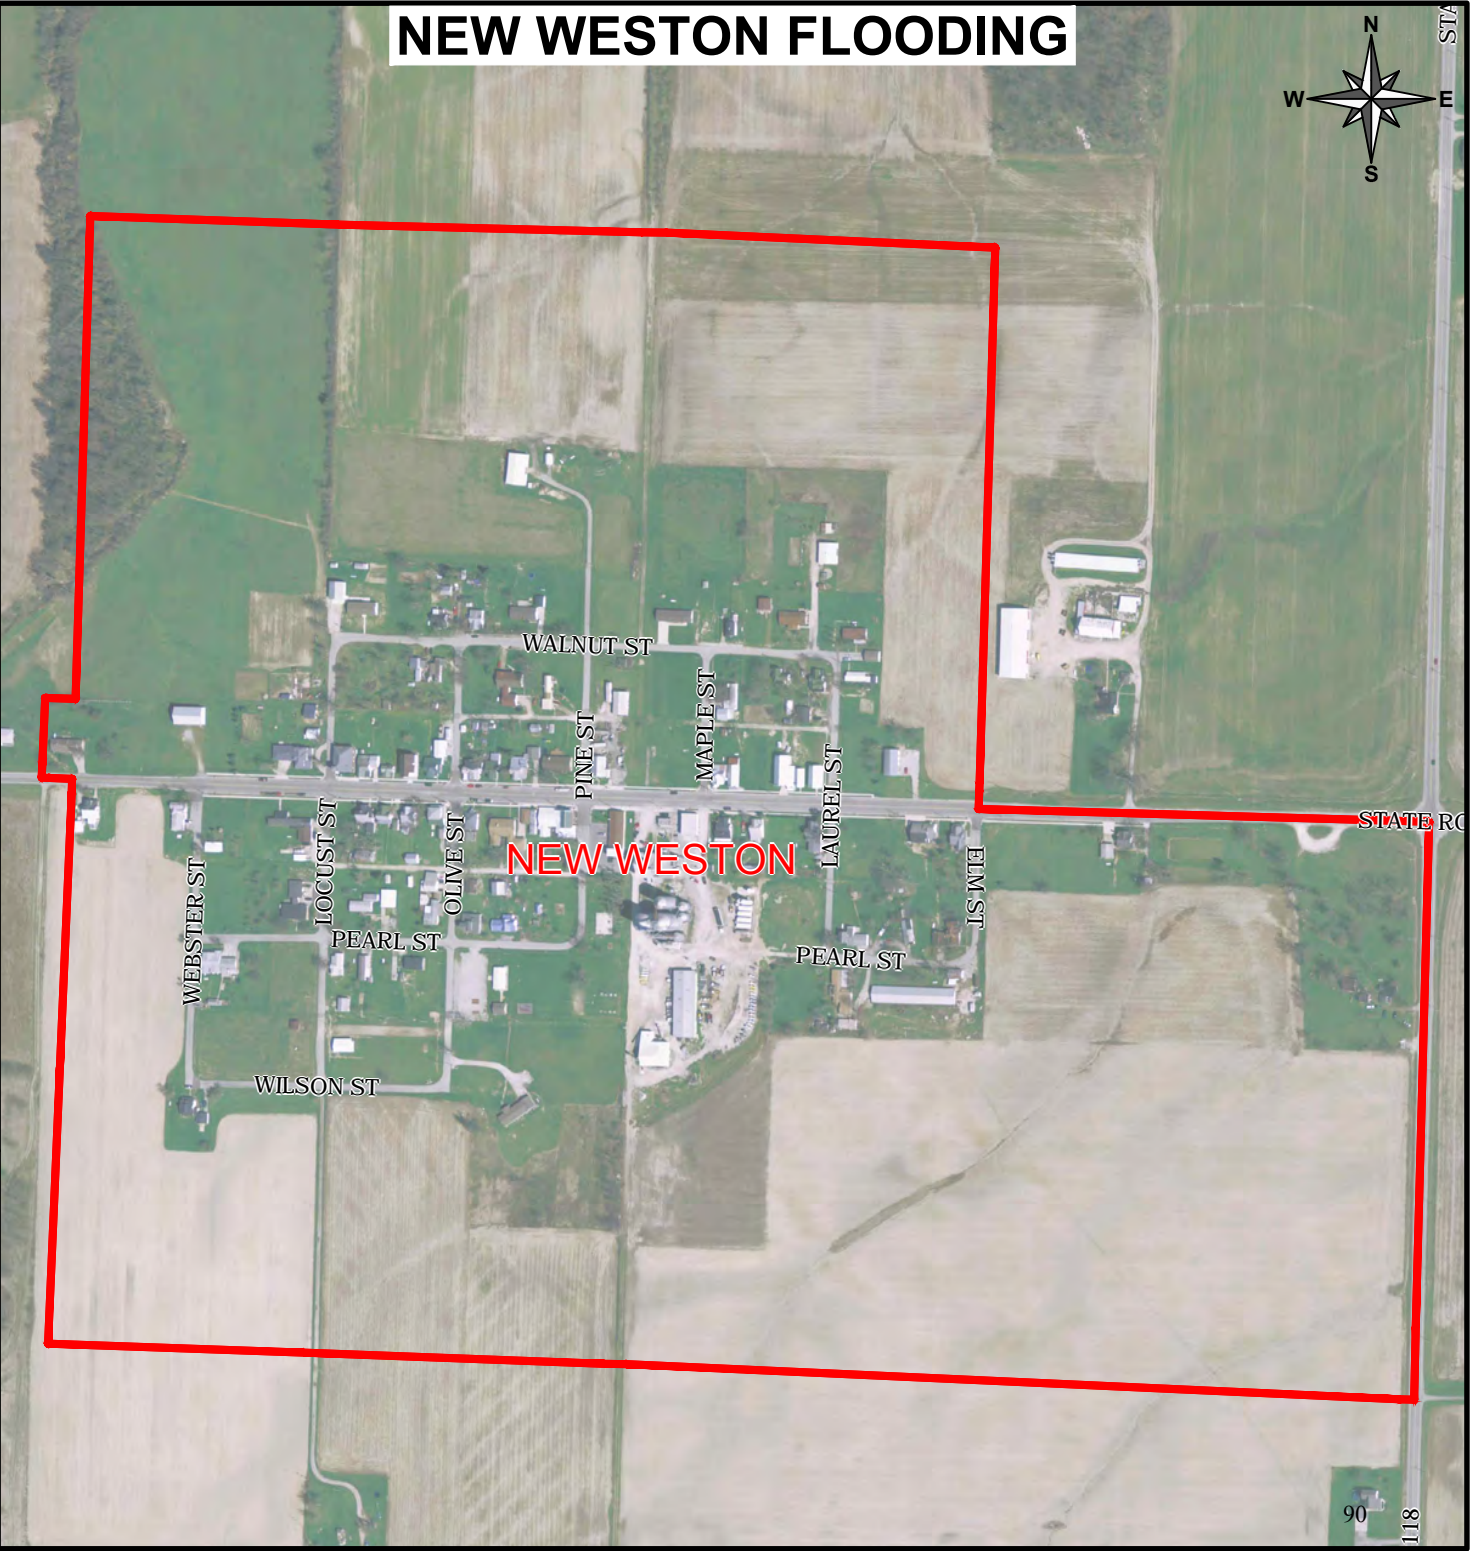 NEW WESTON FLOODING
N
W
E
S
STA
WALNUT ST
MAPLE ST
PINE ST
LAUREL ST
STATE RO
LOCUST ST
OLIVE ST
NEW WESTON
ELM ST
WEBSTER ST
PEARL ST
PEARL ST
WILSON ST
90
118